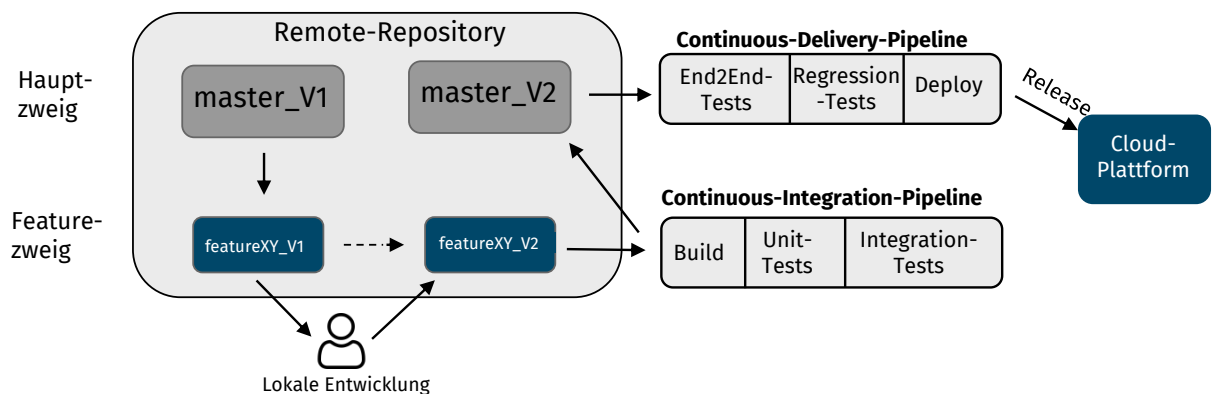 Remote-Repository
Continuous-Delivery-Pipeline
Haupt-
zweig
master_V1
master_V2
End2End-
Tests
Regression
-Tests
Deploy
Release
Cloud-
Plattform
Continuous-Integration-Pipeline
Feature-
zweig
featureXY_V1
featureXY_V2
Build
Unit-
Tests
Integration-
Tests
Lokale Entwicklung